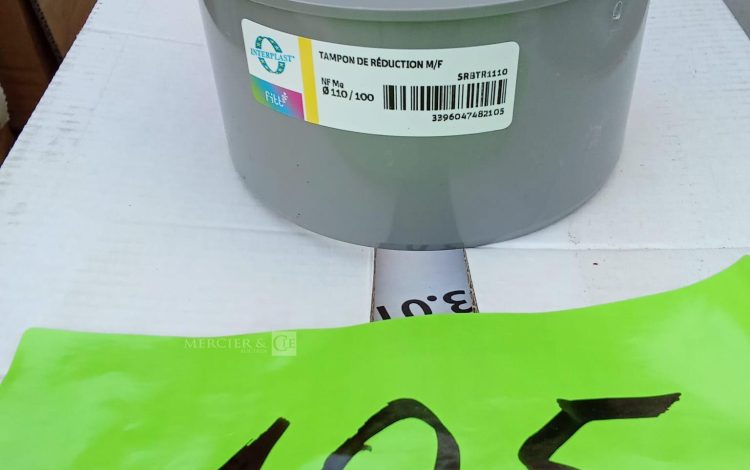 INTERPLAST
fitt
TAMPON DE RÉDUCTION M/F
SRBTR1110
NF Me
Ø 110/100
3396047482105
3.01
MERCIER & CIE
105